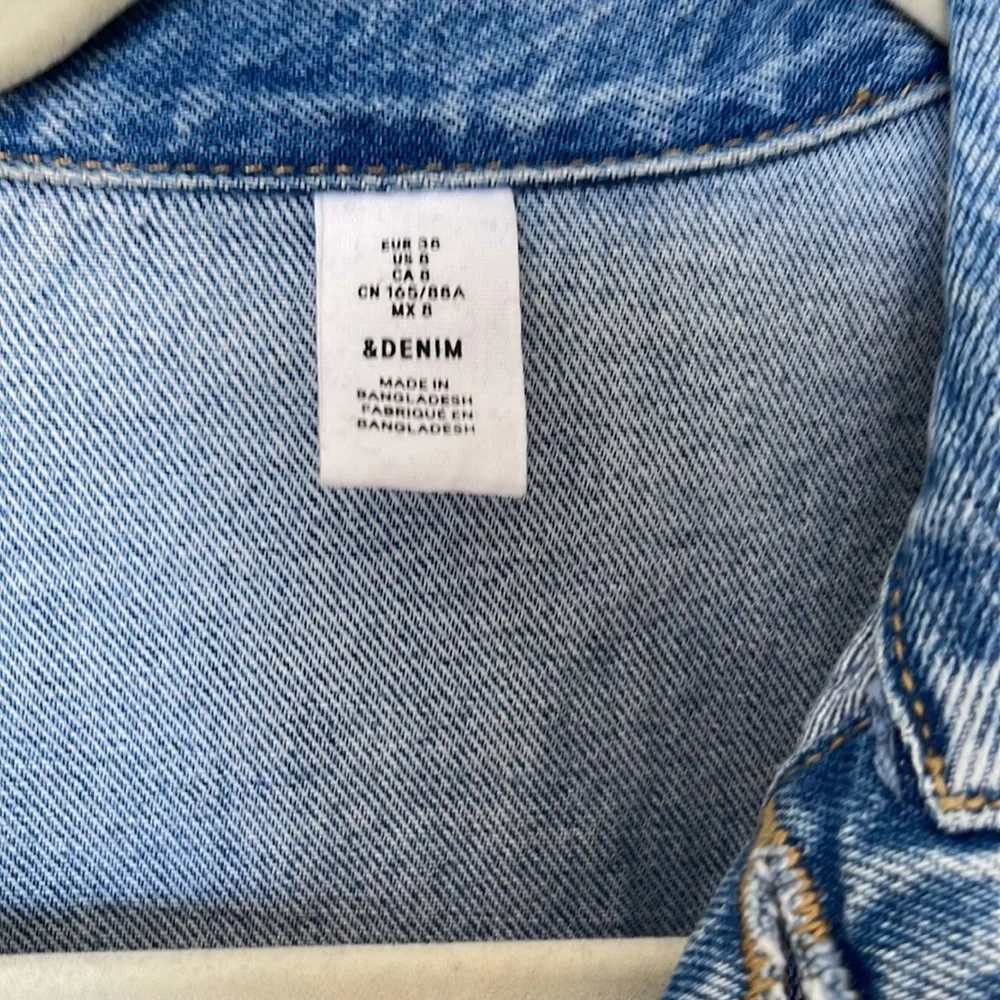 EUR 38
US 8
CA 8
CN 165/88A
MX 8
&DENIM
MADE IN
BANGLADESH
FABRIQUÉ EN
BANGLADESH